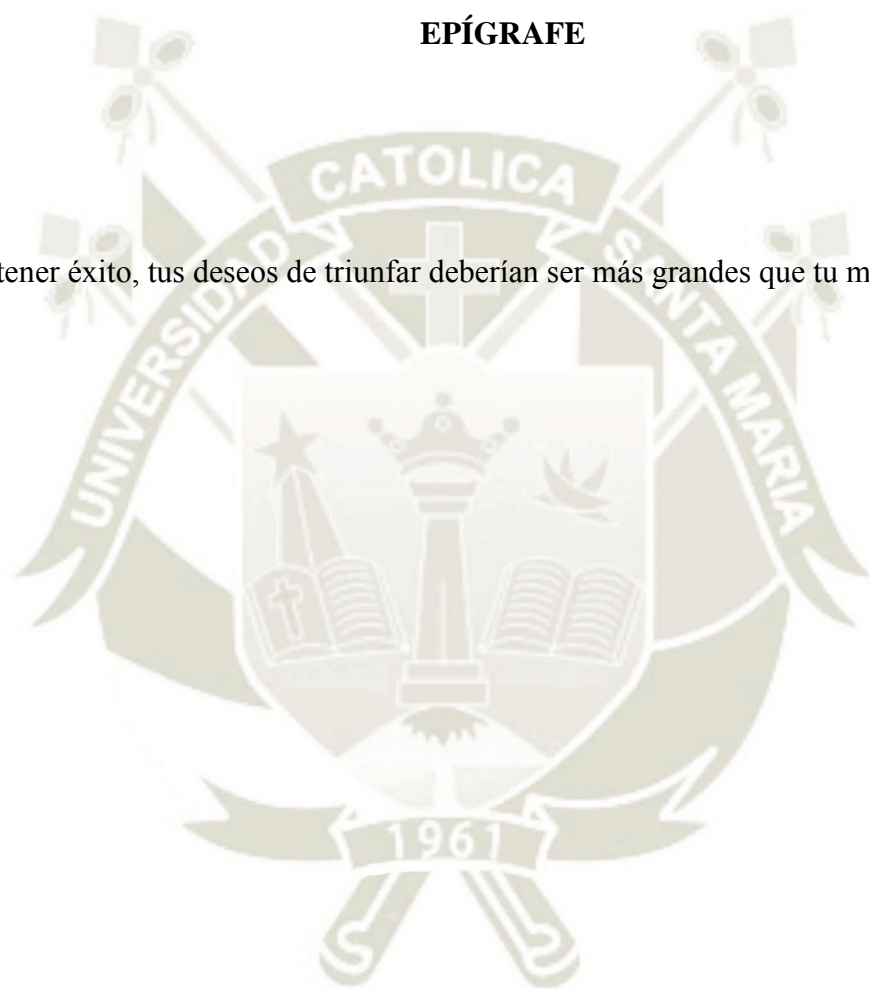 EPÍGRAFE
CATOLICA
UNIVERSIDAD
SANTA MARIA
tener éxito, tus deseos de triunfar deberían ser más grandes que tu m
1961